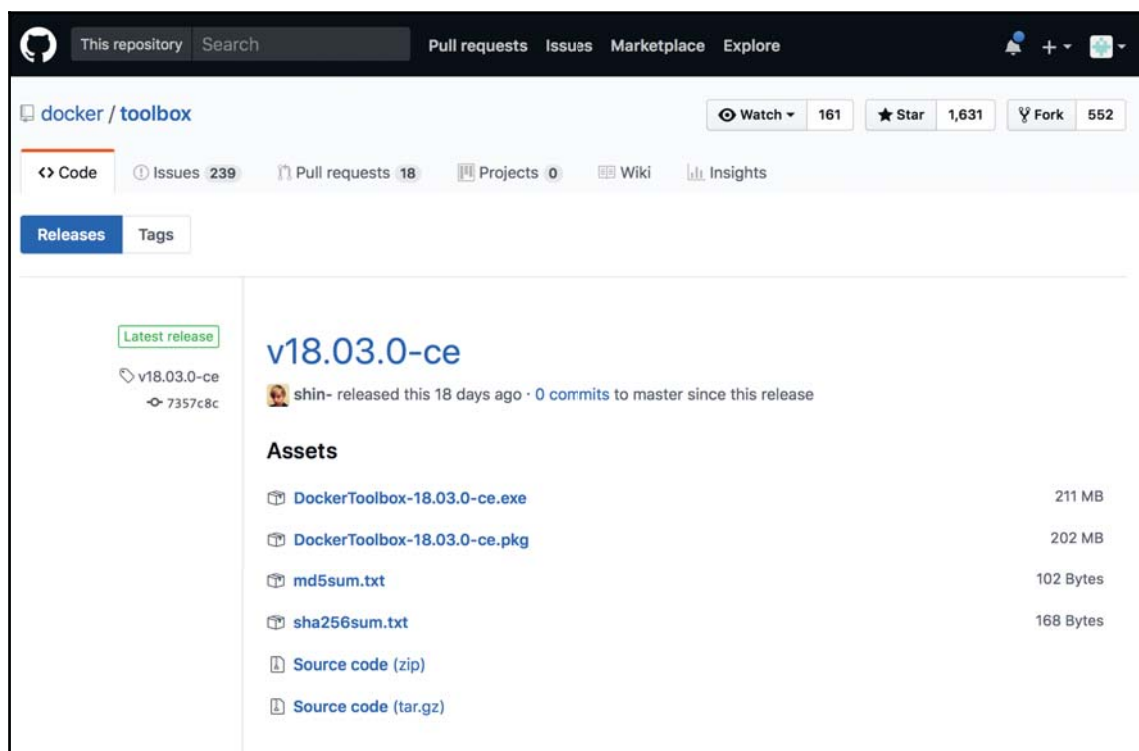 This repository Search Pull requests Issues Marketplace Explore
docker / toolbox Watch 161 Star 1,631 Fork 552
Code Issues 239 Pull requests 18 Projects 0 Wiki Insights
Releases Tags
Latest release
v18.03.0-ce
7357c8c
v18.03.0-ce
shin- released this 18 days ago · 0 commits to master since this release
Assets
DockerToolbox-18.03.0-ce.exe 211 MB
DockerToolbox-18.03.0-ce.pkg 202 MB
md5sum.txt 102 Bytes
sha256sum.txt 168 Bytes
Source code (zip)
Source code (tar.gz)